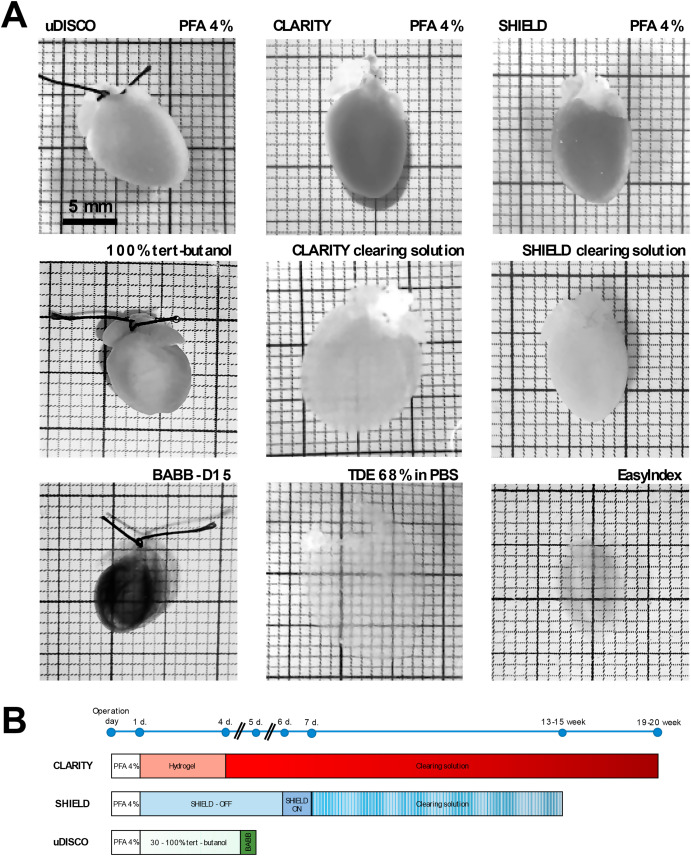 A
uDISCO PFA 4%
CLARITY PFA 4%
SHIELD PFA 4%
5 mm
100% tert-butanol
CLARITY clearing solution
SHIELD clearing solution
BABB-D15
TDE 68% in PBS
EasyIndex
B
Operation
day 1 d. 4 d. 5 d. 6 d. 7 d. 13-15 week 19-20 week
CLARITY PFA 4% Hydrogel Clearing solution
SHIELD PFA 4% SHIELD - OFF SHIELD
ON Clearing solution
uDISCO PFA 4% 30 - 100% tert - butanol BABB